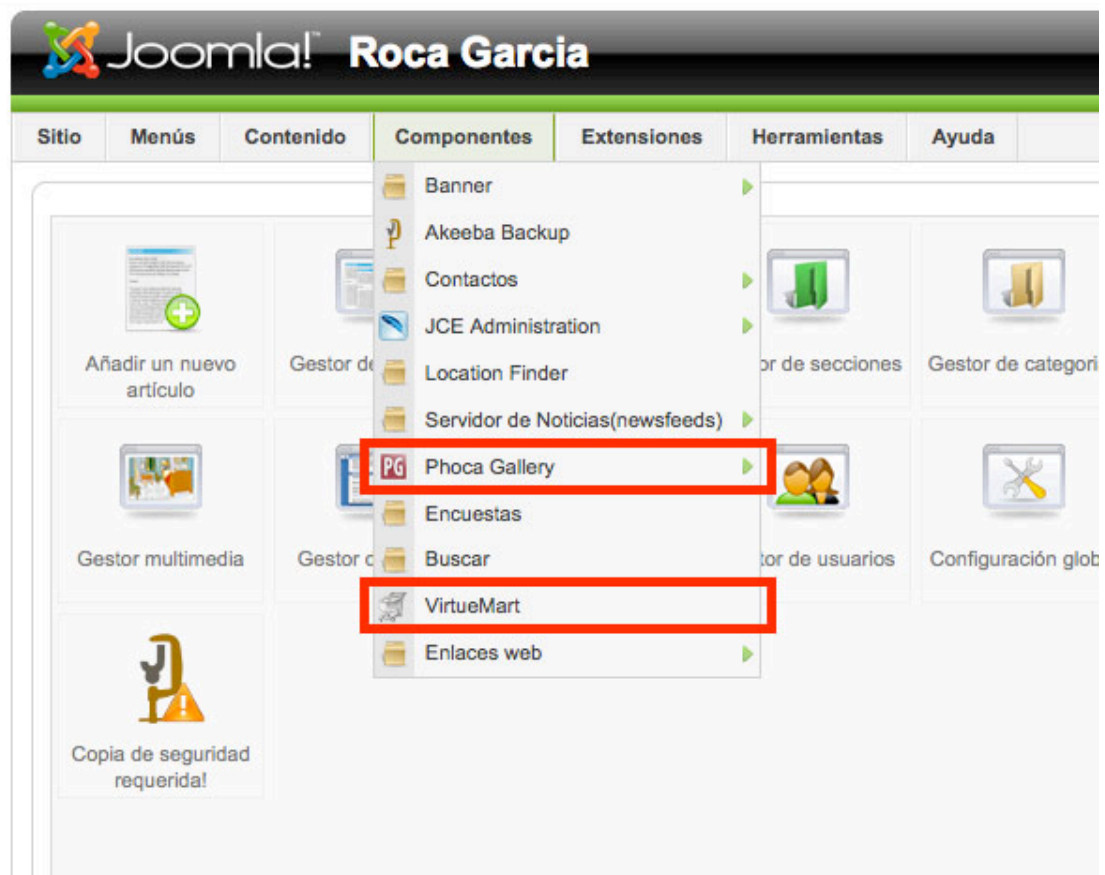 Joomla!™ Roca Garcia
Sitio Menús Contenido Componentes Extensiones Herramientas Ayuda
Banner
Akeeba Backup
Contactos
JCE Administration
Location Finder
Servidor de Noticias(newsfeeds)
PG Phoca Gallery
Encuestas
Buscar
VirtueMart
Enlaces web
Añadir un nuevo
artículo
Gestor de
or de secciones
Gestor de categori
Gestor multimedia
Gestor
tor de usuarios
Configuración glob
Copia de seguridad
requerida!